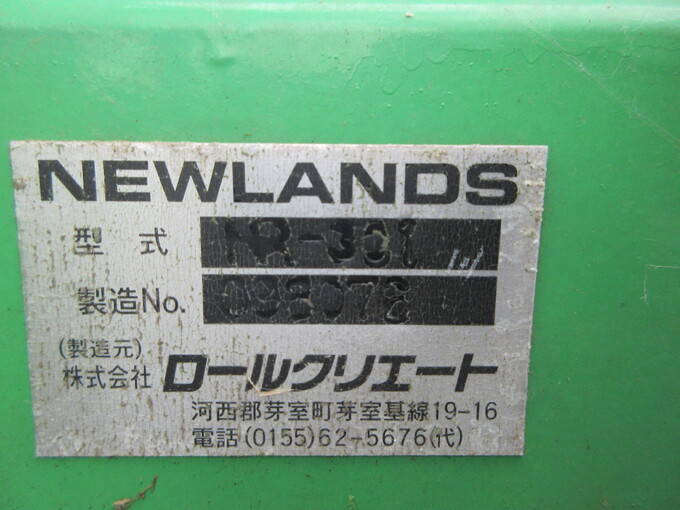 NEWLANDS
型式
製造No.
(製造元)
株式会社 ロールクリエート
河西郡芽室町芽室基線19-16
電話(0155)62-5676(代)